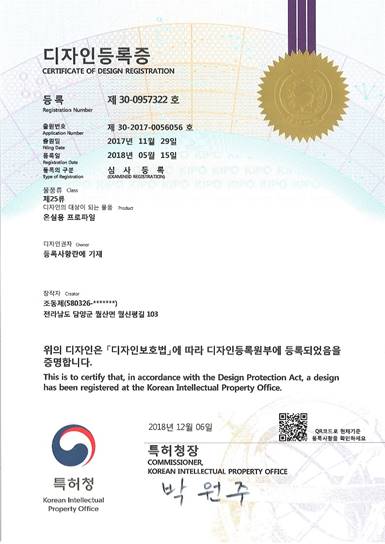 디자인등록증
CERTIFICATE OF DESIGN REGISTRATION
등록 제 30-0957322 호
Registration Number
출원번호 제 30-2017-0056056 호
Application Number
출원일 2017년 11월 29일
Filing Date
등록일 2018년 05월 15일
Registration Date
물품의 구분 심사등록
Type of Registration (EXAMINED REGISTRATION)
물품류 Class
제25류
디자인의 대상이 되는 물품 Product
온실용 프로파일
디자인권자 Owner
등록사항란에 기재
창작자 Creator
조동제(580326-*******)
전라남도 담양군 월산면 월신평길 103
위의 디자인은 「디자인보호법」에 따라 디자인등록원부에 등록되었음을
증명합니다.
This is to certify that, in accordance with the Design Protection Act, a design
has been registered at the Korean Intellectual Property Office.
2018년 12월 06일
QR코드로 현재기준
등록사항을 확인하세요
특허청장
COMMISSIONER,
KOREAN INTELLECTUAL PROPERTY OFFICE
박원주
특허청
Korean Intellectual
Property Office